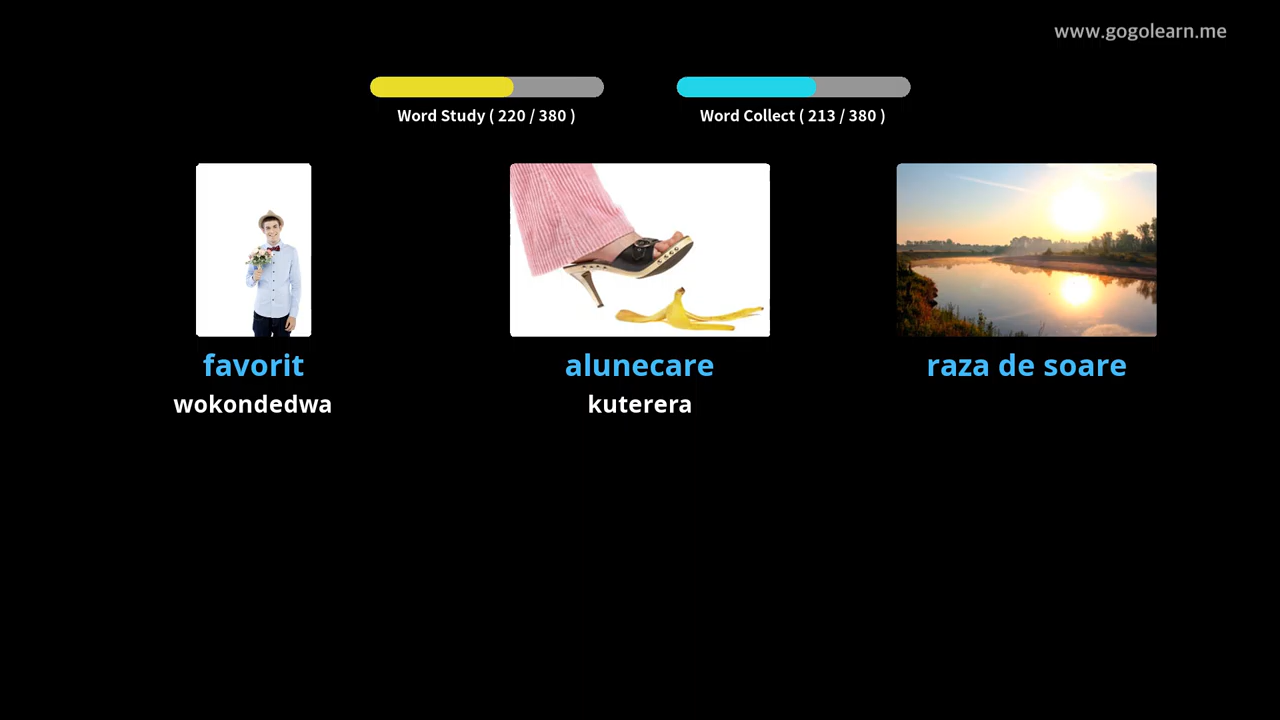 www.gogolearn.me
Word Study ( 220 / 380 )
Word Collect ( 213 / 380 )
favorit
alunecare
raza de soare
wokondedwa
kuterera